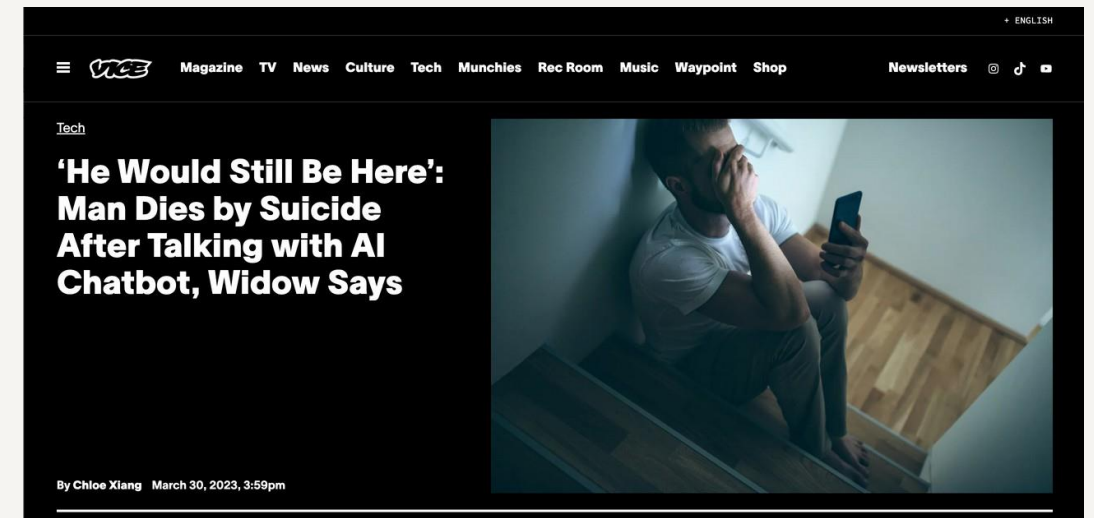 + ENGLISH
VICE Magazine TV News Culture Tech Munchies Rec Room Music Waypoint Shop Newsletters
Tech
‘He Would Still Be Here’:
Man Dies by Suicide
After Talking with AI
Chatbot, Widow Says
By Chloe Xiang March 30, 2023, 3:59pm